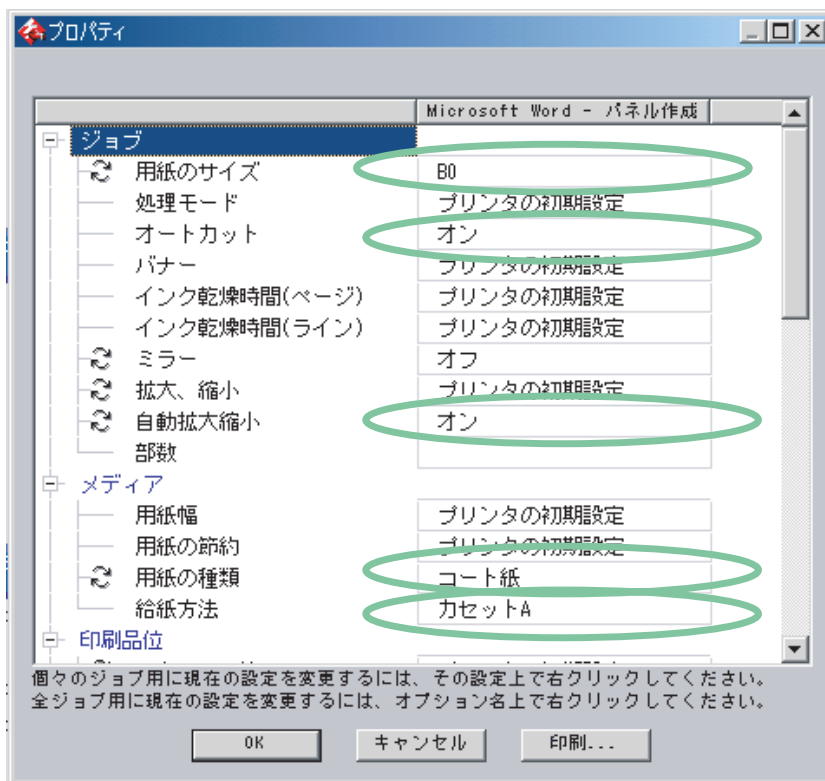 プロパティ
Microsoft Word - パネル作成
ジョブ
用紙のサイズ B0
処理モード プリンタの初期設定
オートカット オン
バナー プリンタの初期設定
インク乾燥時間(ページ) プリンタの初期設定
インク乾燥時間(ライン) プリンタの初期設定
ミラー オフ
拡大、縮小 プリンタの初期設定
自動拡大縮小 オン
部数
メディア
用紙幅 プリンタの初期設定
用紙の節約 プリンタの初期設定
用紙の種類 コート紙
給紙方法 カセットA
印刷品位
個々のジョブ用に現在の設定を変更するには、その設定上で右クリックしてください。
全ジョブ用に現在の設定を変更するには、オプション名上で右クリックしてください。
OK キャンセル 印刷...